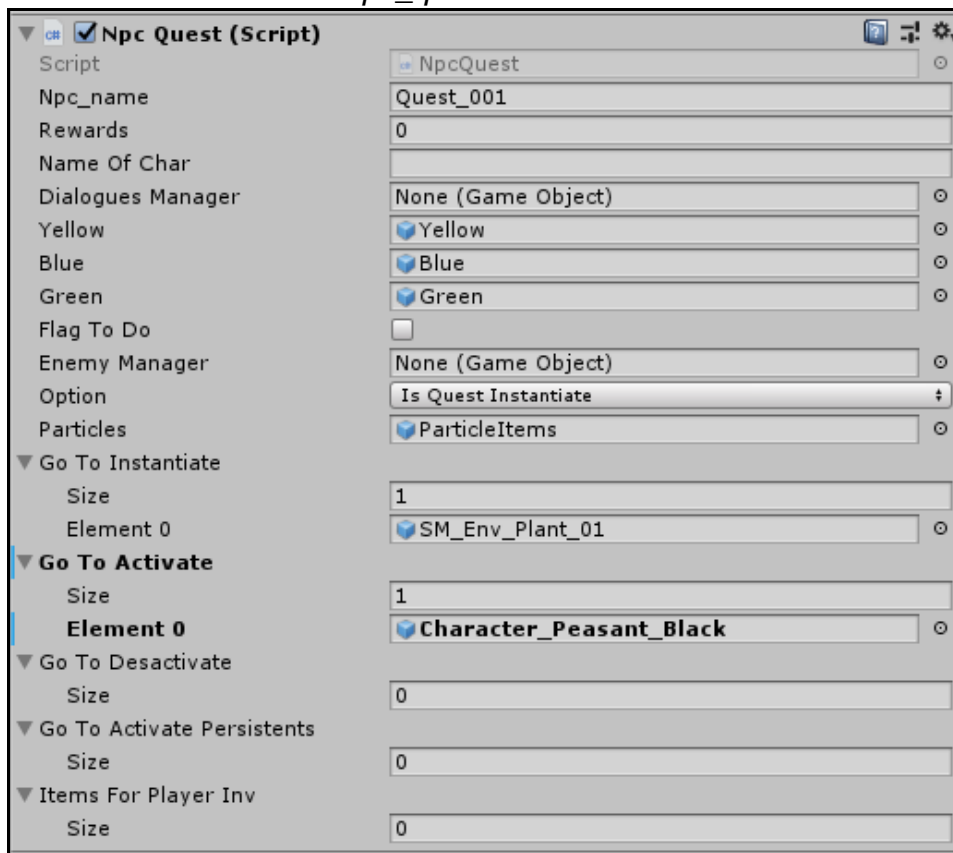 Npc Quest (Script)
Script NpcQuest
Npc_name Quest_001
Rewards 0
Name Of Char
Dialogues Manager None (Game Object)
Yellow Yellow
Blue Blue
Green Green
Flag To Do
Enemy Manager None (Game Object)
Option Is Quest Instantiate
Particles ParticleItems
Go To Instantiate
Size 1
Element 0 SM_Env_Plant_01
Go To Activate
Size 1
Element 0 Character_Peasant_Black
Go To Desactivate
Size 0
Go To Activate Persistents
Size 0
Items For Player Inv
Size 0